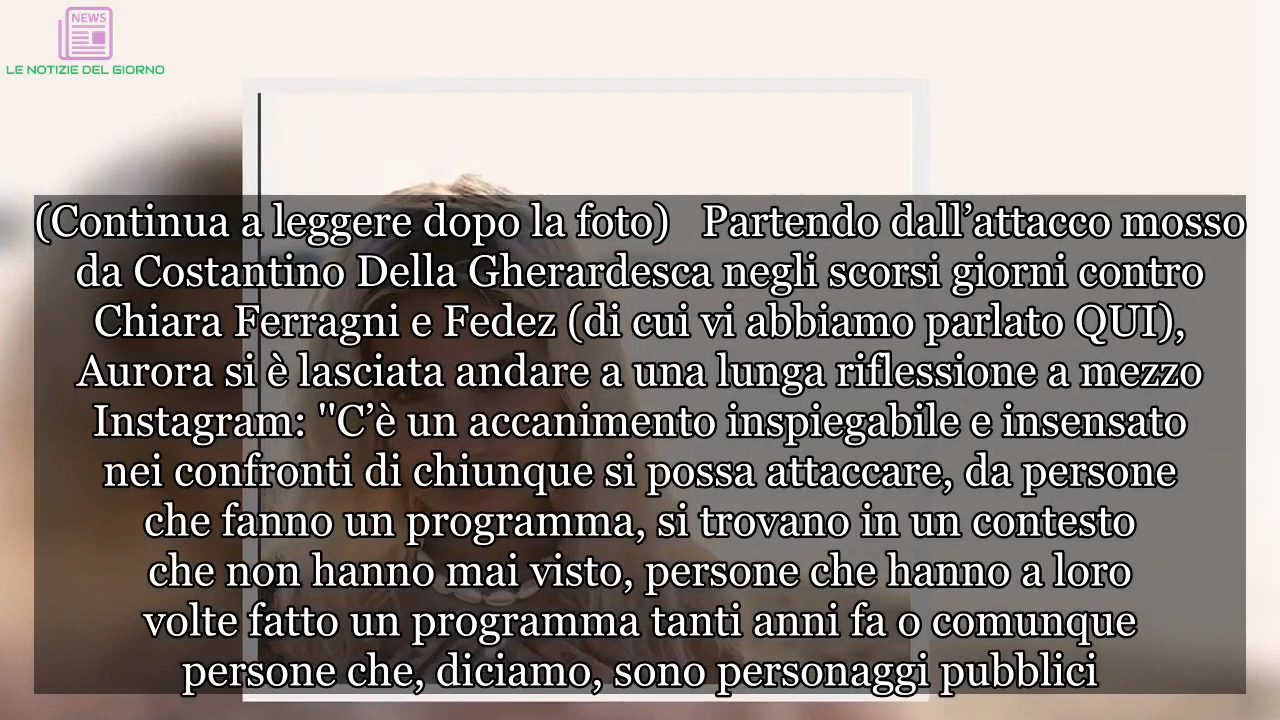 NEWS
LE NOTIZIE DEL GIORNO
(Continua a leggere dopo la foto)   Partendo dall’attacco mosso
da Costantino Della Gherardesca negli scorsi giorni contro
Chiara Ferragni e Fedez (di cui vi abbiamo parlato QUI),
Aurora si è lasciata andare a una lunga riflessione a mezzo
Instagram: "C’è un accanimento inspiegabile e insensato
nei confronti di chiunque si possa attaccare, da persone
che fanno un programma, si trovano in un contesto
che non hanno mai visto, persone che hanno a loro
volte fatto un programma tanti anni fa o comunque
persone che, diciamo, sono personaggi pubblici